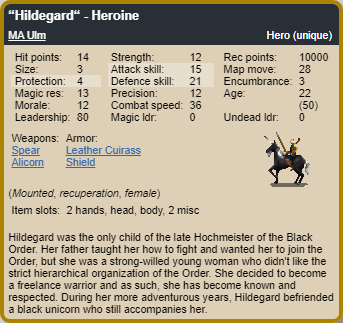 “Hildegard“ - Heroine
MA Ulm Hero (unique)
Hit points: 14 Strength: 12 Rec points: 10000
Size: 3 Attack skill: 15 Map move: 28
Protection: 4 Defence skill: 21 Encumbrance: 3
Magic res: 13 Precision: 12 Age: 22
Morale: 12 Combat speed: 36 (50)
Leadership: 80 Magic ldr: 0 Undead ldr: 0
Weapons: Armor:
Spear Leather Cuirass
Alicorn Shield
(Mounted, recuperation, female)
Item slots: 2 hands, head, body, 2 misc
Hildegard was the only child of the late Hochmeister of the Black
Order. Her father taught her how to fight and wanted her to join the
Order, but she was a strong-willed young woman who didn't like the
strict hierarchical organization of the Order. She decided to become
a freelance warrior and as such, she has become known and
respected. During her more adventurous years, Hildegard befriended
a black unicorn who still accompanies her.